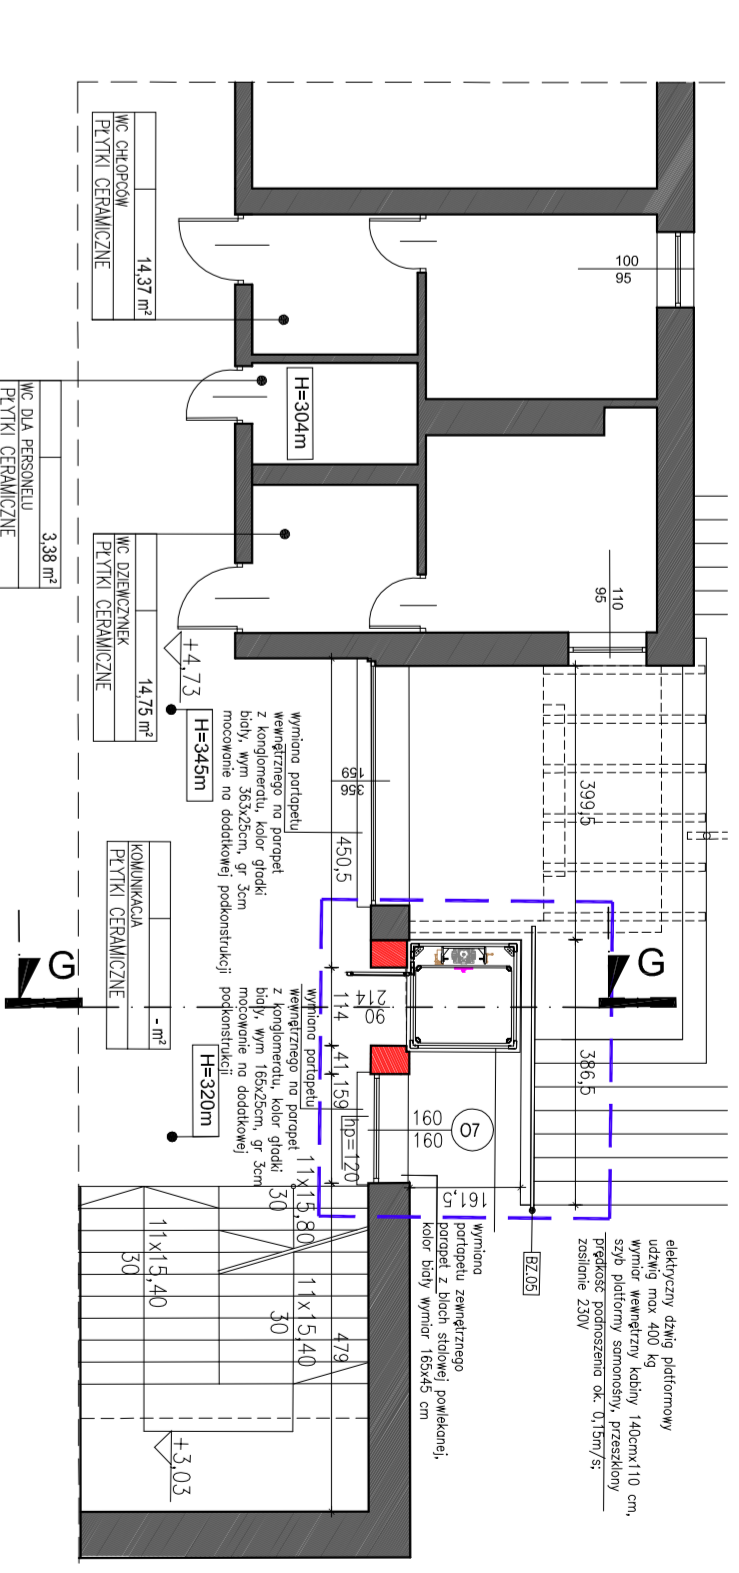 WC CHŁOPCÓW
14,37 m²
PŁYTKI CERAMICZNE
WC DLA PERSONELU
3,38 m²
PŁYTKI CERAMICZNE
WC DZIEWCZYNEK
14,75 m²
PŁYTKI CERAMICZNE
KOMUNIKACJA
- m²
PŁYTKI CERAMICZNE
100
95
110
95
H=304m
+4,73
H=345m
wymiana partapetu
wewnętrznego na parapet
z konglomeratu, kolor gładki
biały, wym 363x25cm, gr 3cm
mocowanie na dodatkowej podkonstrukcji
159
356
450,5
399,5
G
G
H=320m
wymiana partapetu
wewnętrznego na parapet
z konglomeratu, kolor gładki
biały, wym 165x25cm, gr 3cm
mocowanie na dodatkowej
podkonstrukcji
214
90
114
41,159
hp=120
160
160
O7
386,5
161,5
BZ.05
elektryczny dźwig platformowy
udźwig max 400 kg
wymiar wewnętrzny kabiny 140cmx110 cm,
szyb platformy samonośny, przeszklony
prędkość podnoszenia ok. 0,15m/s;
zasilanie 230V
wymiana
partapetu zewnętrznego
parapet z blach stalowej powlekanej,
kolor biały wymiar 165x45 cm
11x15,80
30
11x15,40
30
11x15,40
30
479
+3,03